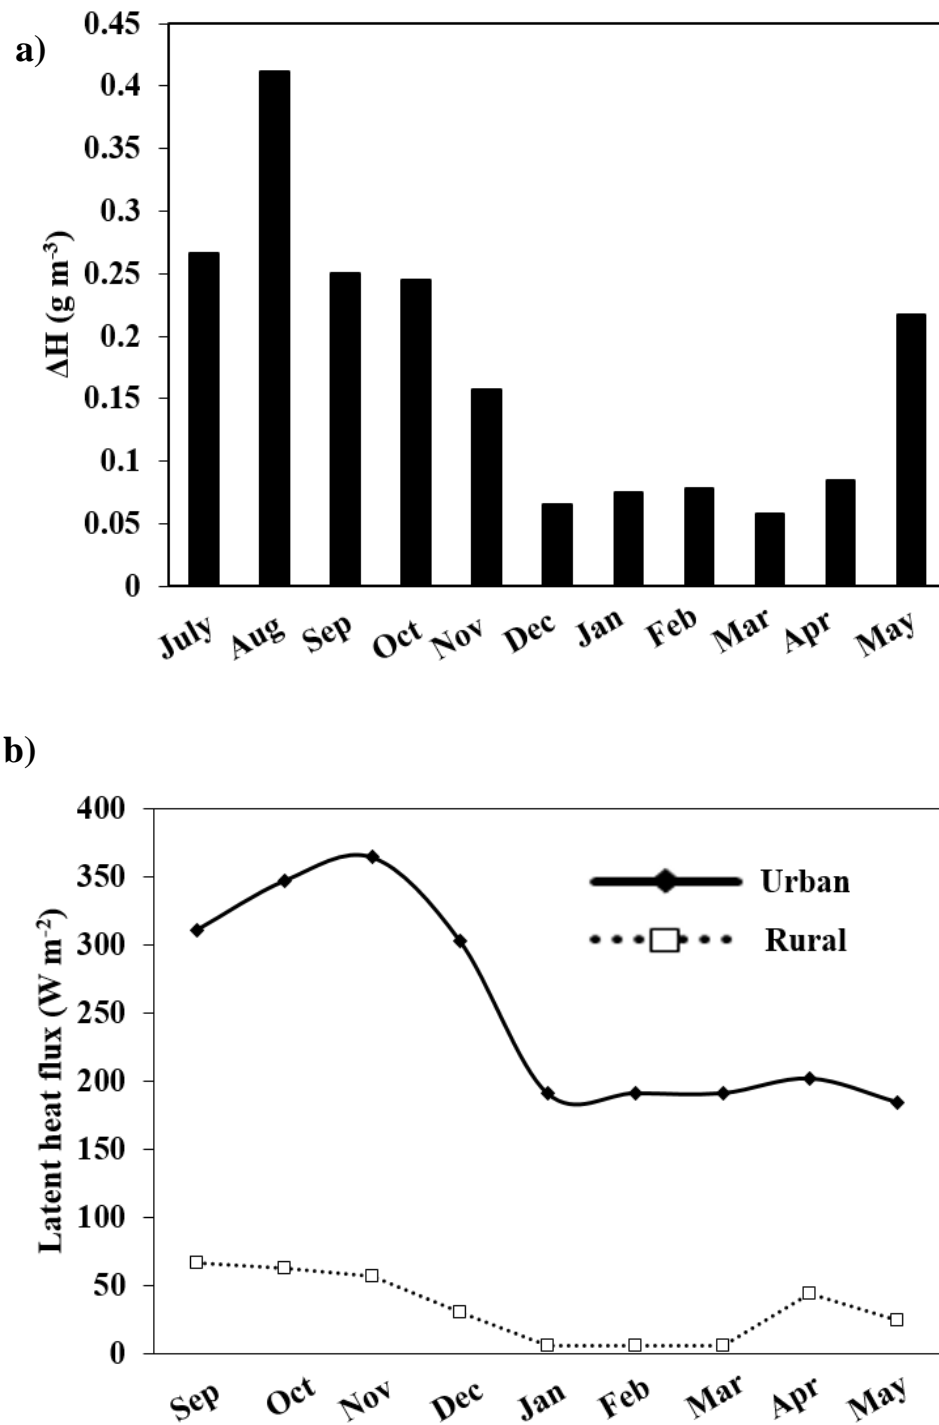 a)
ΔH (g m⁻³)
0.45
0.4
0.35
0.3
0.25
0.2
0.15
0.1
0.05
0
July Aug Sep Oct Nov Dec Jan Feb Mar Apr May
b)
Latent heat flux (W m⁻²)
400
350
300
250
200
150
100
50
0
Urban
Rural
Sep Oct Nov Dec Jan Feb Mar Apr May